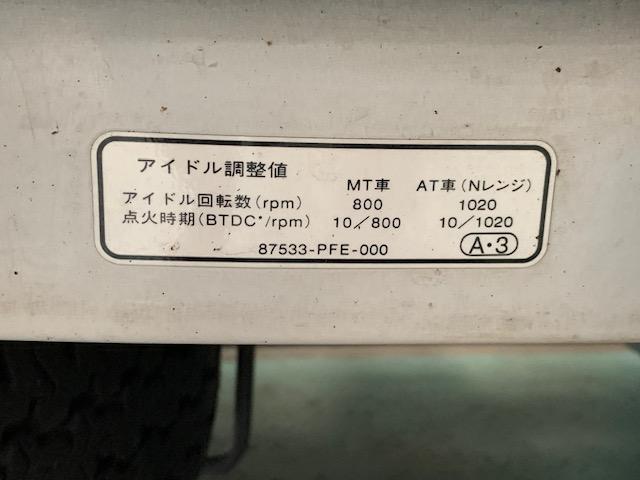 アイドル調整値
MT車 AT車(Nレンジ)
アイドル回転数(rpm) 800 1020
点火時期(BTDC°/rpm) 10/800 10/1020
87533-PFE-000 A・3